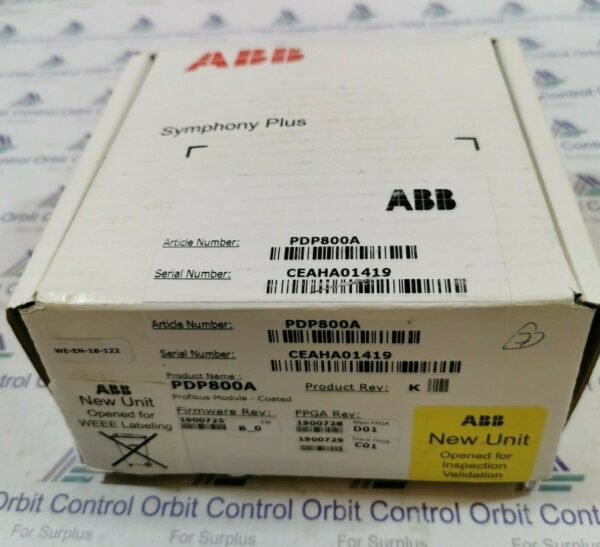 ABB
Symphony Plus
ABB
Article Number: PDP800A
Serial Number: CEAHA01419
Article Number: PDP800A
Serial Number: CEAHA01419
Product Name :
PDP800A
Product Rev: K
Profibus Module - Coated
Firmware Rev: FPGA Rev:
1900725 FW B_0
1900728 Main FPGA D01
1900729 C01
WE-EN-18-122
ABB
New Unit
Opened for
WEEE Labeling
ABB
New Unit
Opened for
Inspection
Validation
Orbit Control Orbit Control Orbit Control
For Surplus For Surplus For Surplus